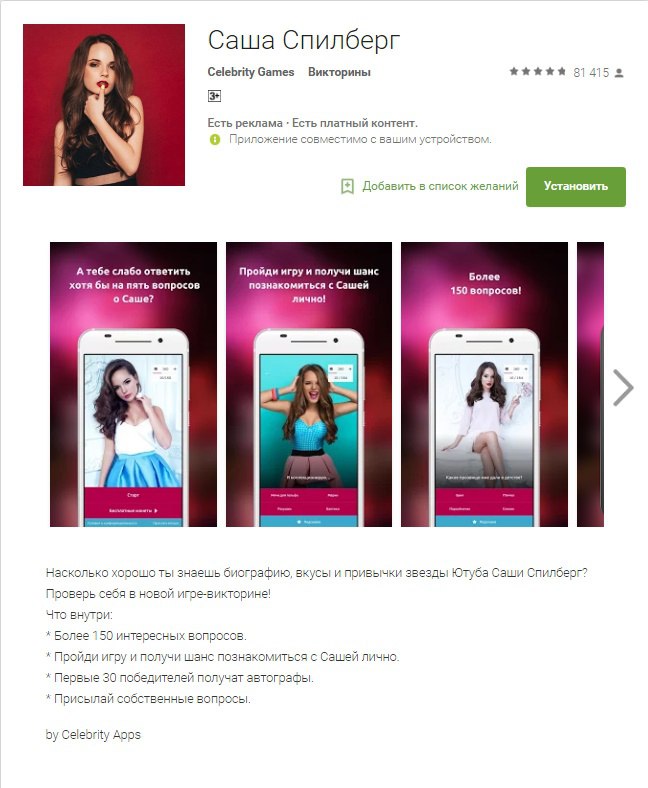 Саша Спилберг
Celebrity Games Викторины
81 415
3+
Есть реклама · Есть платный контент.
Приложение совместимо с вашим устройством.
Добавить в список желаний
Установить
А тебе слабо ответить
хотя бы на пять вопросов
о Саше?
Старт
Бесплатные монеты
Пройди игру и получи шанс
познакомиться с Сашей
лично!
Более
150 вопросов!
Насколько хорошо ты знаешь биографию, вкусы и привычки звезды Ютуба Саши Спилберг?
Проверь себя в новой игре-викторине!
Что внутри:
* Более 150 интересных вопросов.
* Пройди игру и получи шанс познакомиться с Сашей лично.
* Первые 30 победителей получат автографы.
* Присылай собственные вопросы.
by Celebrity Apps